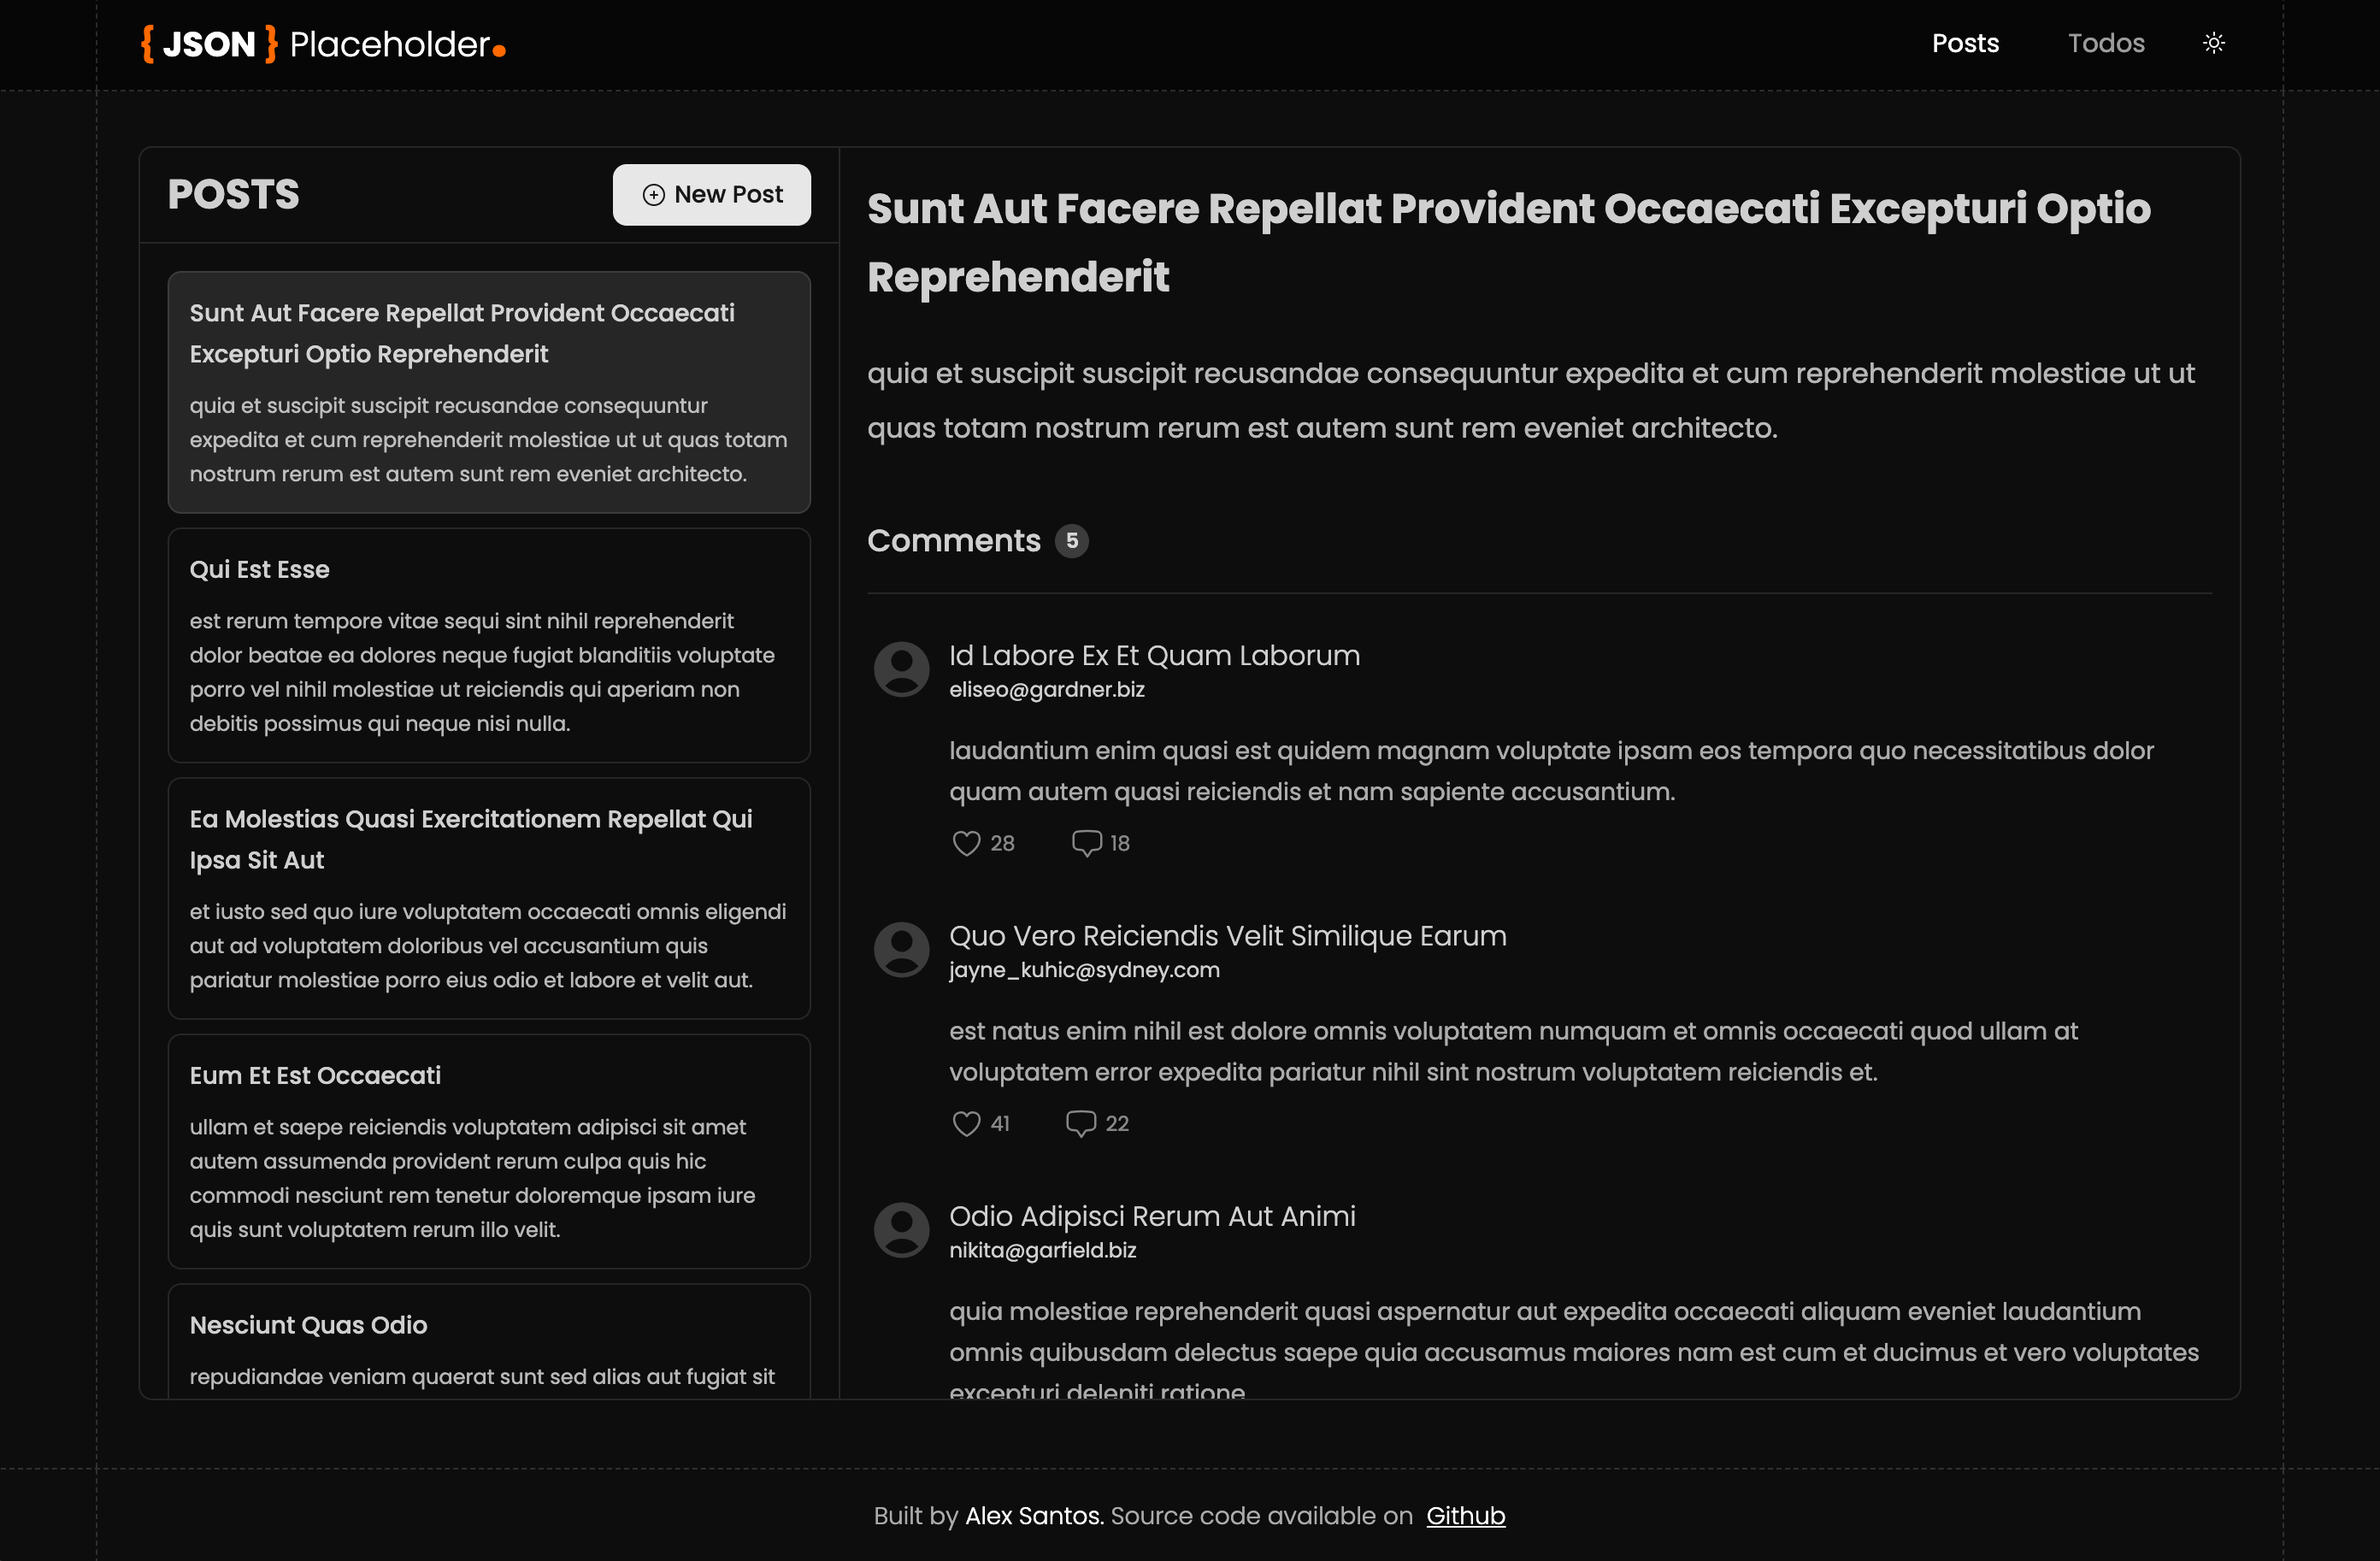 { JSON } Placeholder.
Posts
Todos
POSTS
New Post
Sunt Aut Facere Repellat Provident Occaecati
Excepturi Optio Reprehenderit
quia et suscipit suscipit recusandae consequuntur
expedita et cum reprehenderit molestiae ut ut quas totam
nostrum rerum est autem sunt rem eveniet architecto.
Qui Est Esse
est rerum tempore vitae sequi sint nihil reprehenderit
dolor beatae ea dolores neque fugiat blanditiis voluptate
porro vel nihil molestiae ut reiciendis qui aperiam non
debitis possimus qui neque nisi nulla.
Ea Molestias Quasi Exercitationem Repellat Qui
Ipsa Sit Aut
et iusto sed quo iure voluptatem occaecati omnis eligendi
aut ad voluptatem doloribus vel accusantium quis
pariatur molestiae porro eius odio et labore et velit aut.
Eum Et Est Occaecati
ullam et saepe reiciendis voluptatem adipisci sit amet
autem assumenda provident rerum culpa quis hic
commodi nesciunt rem tenetur doloremque ipsam iure
quis sunt voluptatem rerum illo velit.
Nesciunt Quas Odio
repudiandae veniam quaerat sunt sed alias aut fugiat sit
Sunt Aut Facere Repellat Provident Occaecati Excepturi Optio
Reprehenderit
quia et suscipit suscipit recusandae consequuntur expedita et cum reprehenderit molestiae ut ut
quas totam nostrum rerum est autem sunt rem eveniet architecto.
Comments 5
Id Labore Ex Et Quam Laborum
eliseo@gardner.biz
laudantium enim quasi est quidem magnam voluptate ipsam eos tempora quo necessitatibus dolor
quam autem quasi reiciendis et nam sapiente accusantium.
28 18
Quo Vero Reiciendis Velit Similique Earum
jayne_kuhic@sydney.com
est natus enim nihil est dolore omnis voluptatem numquam et omnis occaecati quod ullam at
voluptatem error expedita pariatur nihil sint nostrum voluptatem reiciendis et.
41 22
Odio Adipisci Rerum Aut Animi
nikita@garfield.biz
quia molestiae reprehenderit quasi aspernatur aut expedita occaecati aliquam eveniet laudantium
omnis quibusdam delectus saepe quia accusamus maiores nam est cum et ducimus et vero voluptates
excepturi deleniti ratione
Built by Alex Santos. Source code available on Github